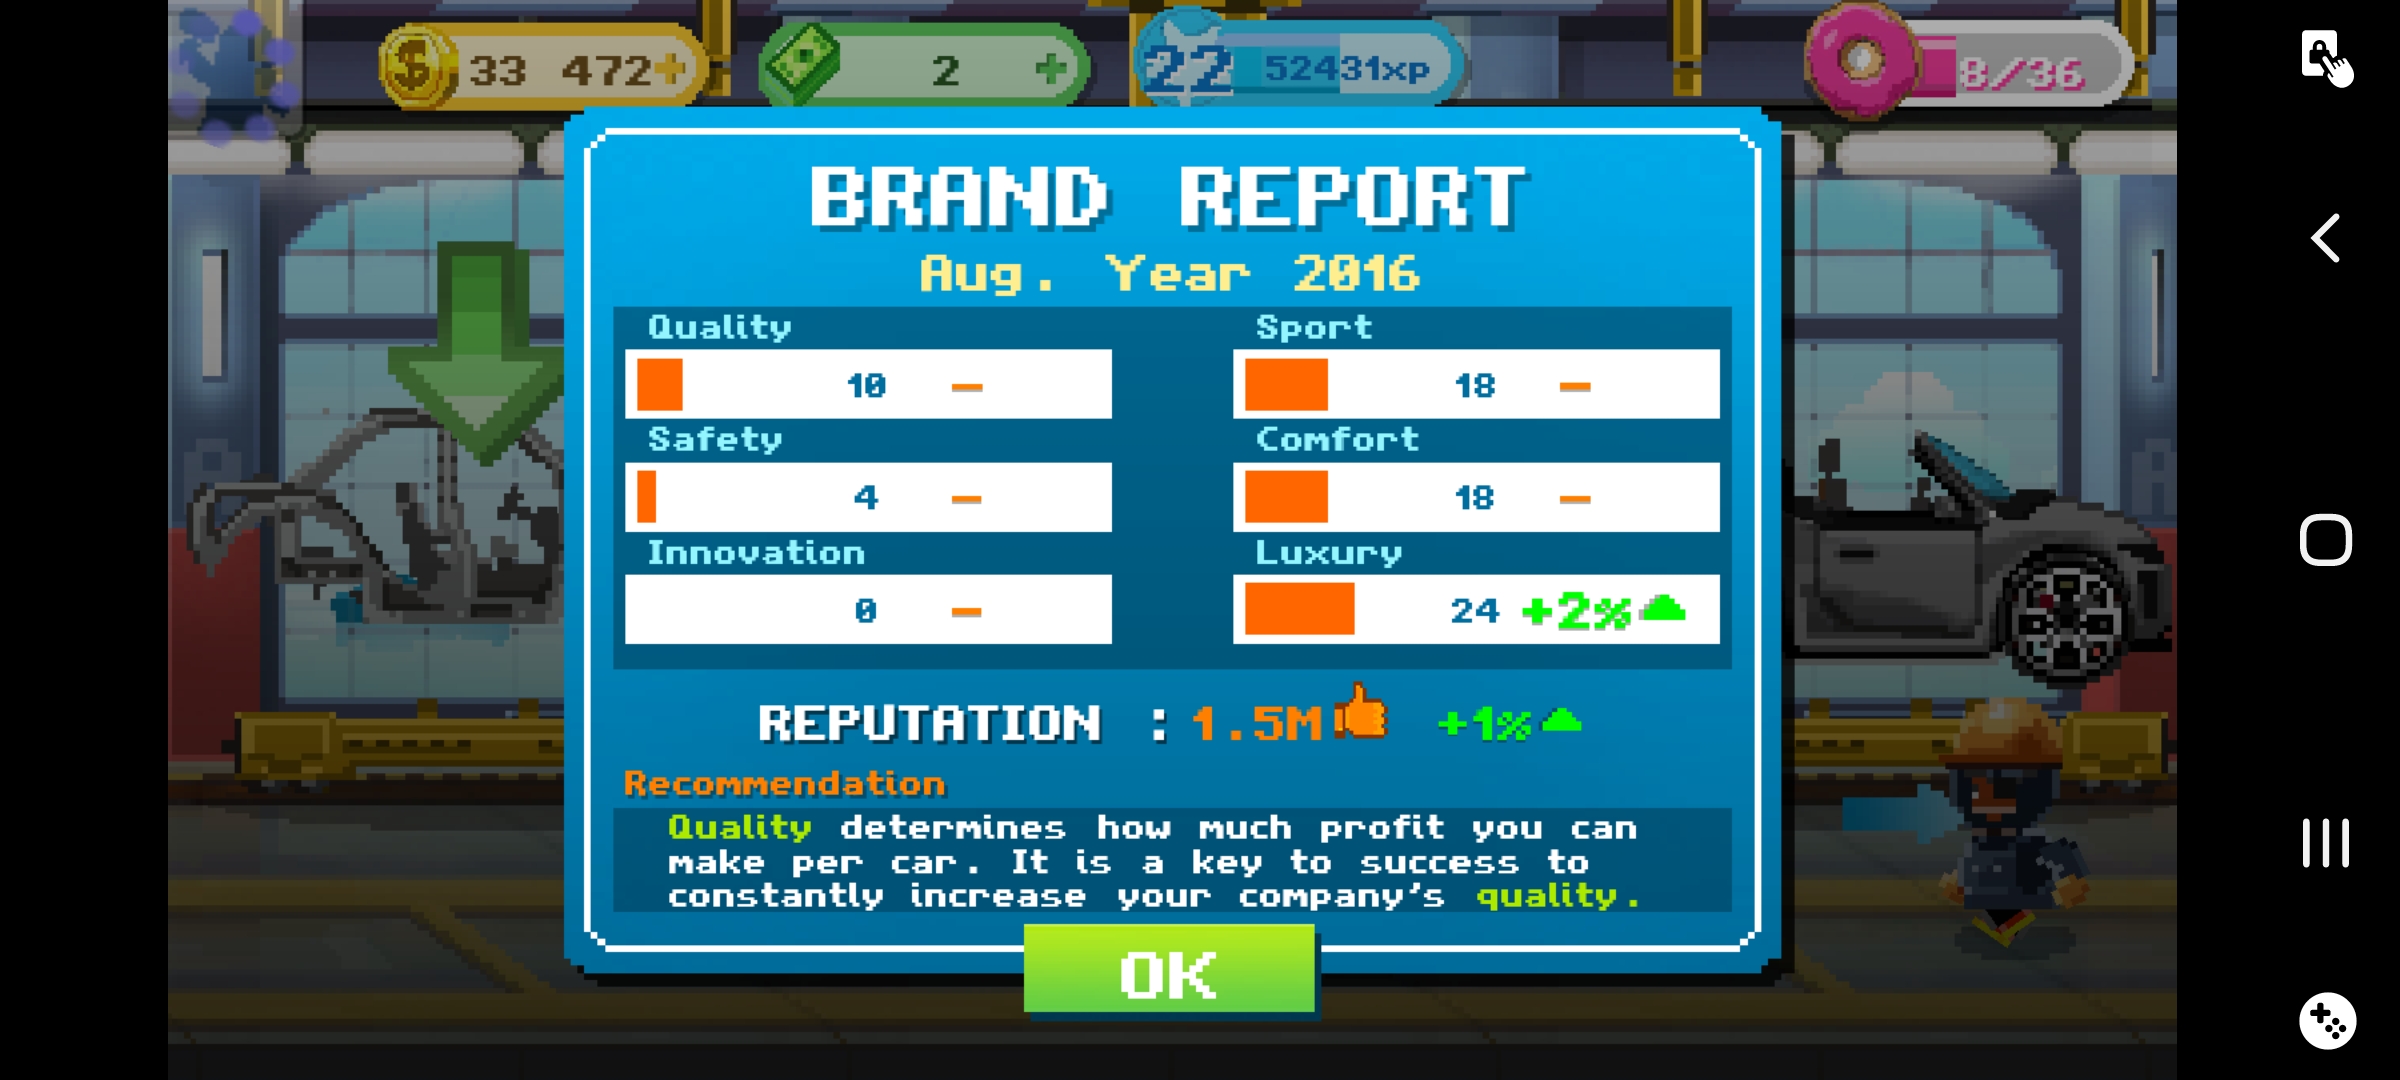 33 472+
2 +
22 52431xp
8/36
BRAND REPORT
Aug. Year 2016
Quality
10 -
Sport
18 -
Safety
4 -
Comfort
18 -
Innovation
0 -
Luxury
24 +2%
REPUTATION : 1.5M +1%
Recommendation
Quality determines how much profit you can
make per car. It is a key to success to
constantly increase your company's quality.
OK